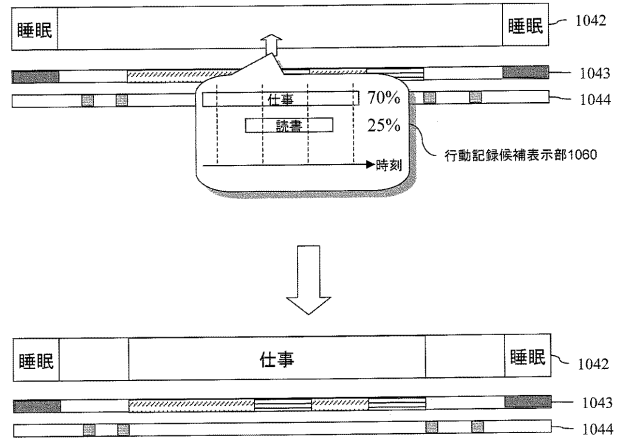 睡眠 睡眠 1042
1043
1044
仕事 70%
読書 25%
時刻
行動記録候補表示部1060
睡眠 仕事 睡眠 1042
1043
1044